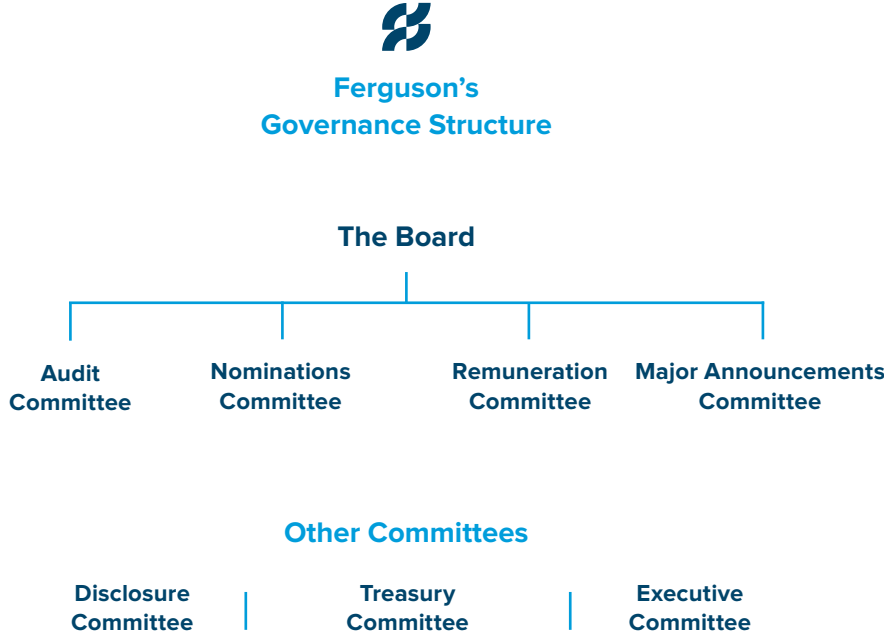 Ferguson’s
Governance Structure
The Board
Audit
Committee
Nominations
Committee
Remuneration
Committee
Major Announcements
Committee
Other Committees
Disclosure
Committee
Treasury
Committee
Executive
Committee